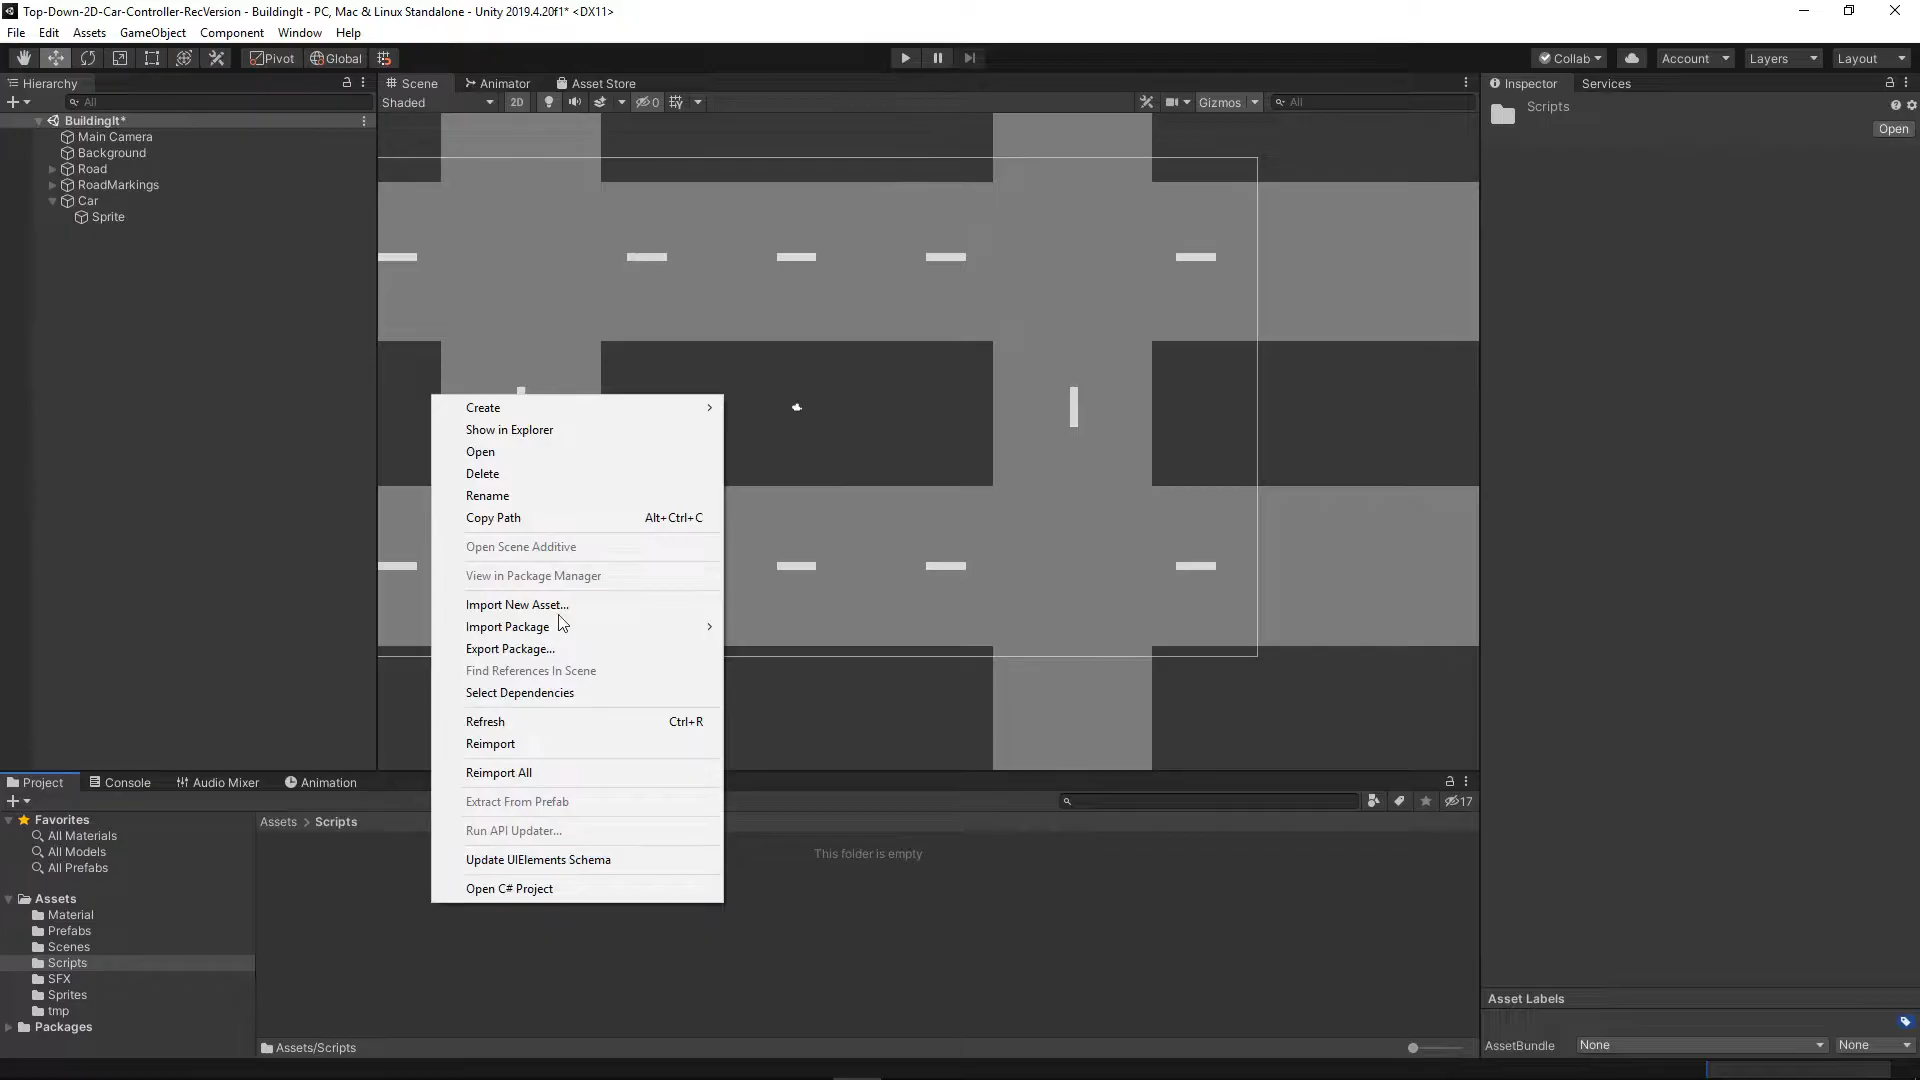 Top-Down-2D-Car-Controller-RecVersion - BuildingIt - PC, Mac & Linux Standalone - Unity 2019.4.20f1* <DX11>
File Edit Assets GameObject Component Window Help
Pivot Global Collab Account Layers Layout
Hierarchy
All
BuildingIt*
Main Camera
Background
Road
RoadMarkings
Car
Sprite
Scene Animator Asset Store
Shaded 2D 0 Gizmos All
Inspector Services
Scripts
Open
Create
Show in Explorer
Open
Delete
Rename
Copy Path Alt+Ctrl+C
Open Scene Additive
View in Package Manager
Import New Asset...
Import Package
Export Package...
Find References In Scene
Select Dependencies
Refresh Ctrl+R
Reimport
Reimport All
Extract From Prefab
Run API Updater...
Update UIElements Schema
Open C# Project
Project Console Audio Mixer Animation
17
Favorites
All Materials
All Models
All Prefabs
Assets
Material
Prefabs
Scenes
Scripts
SFX
Sprites
tmp
Packages
Assets > Scripts
This folder is empty
Assets/Scripts
Asset Labels
AssetBundle None None